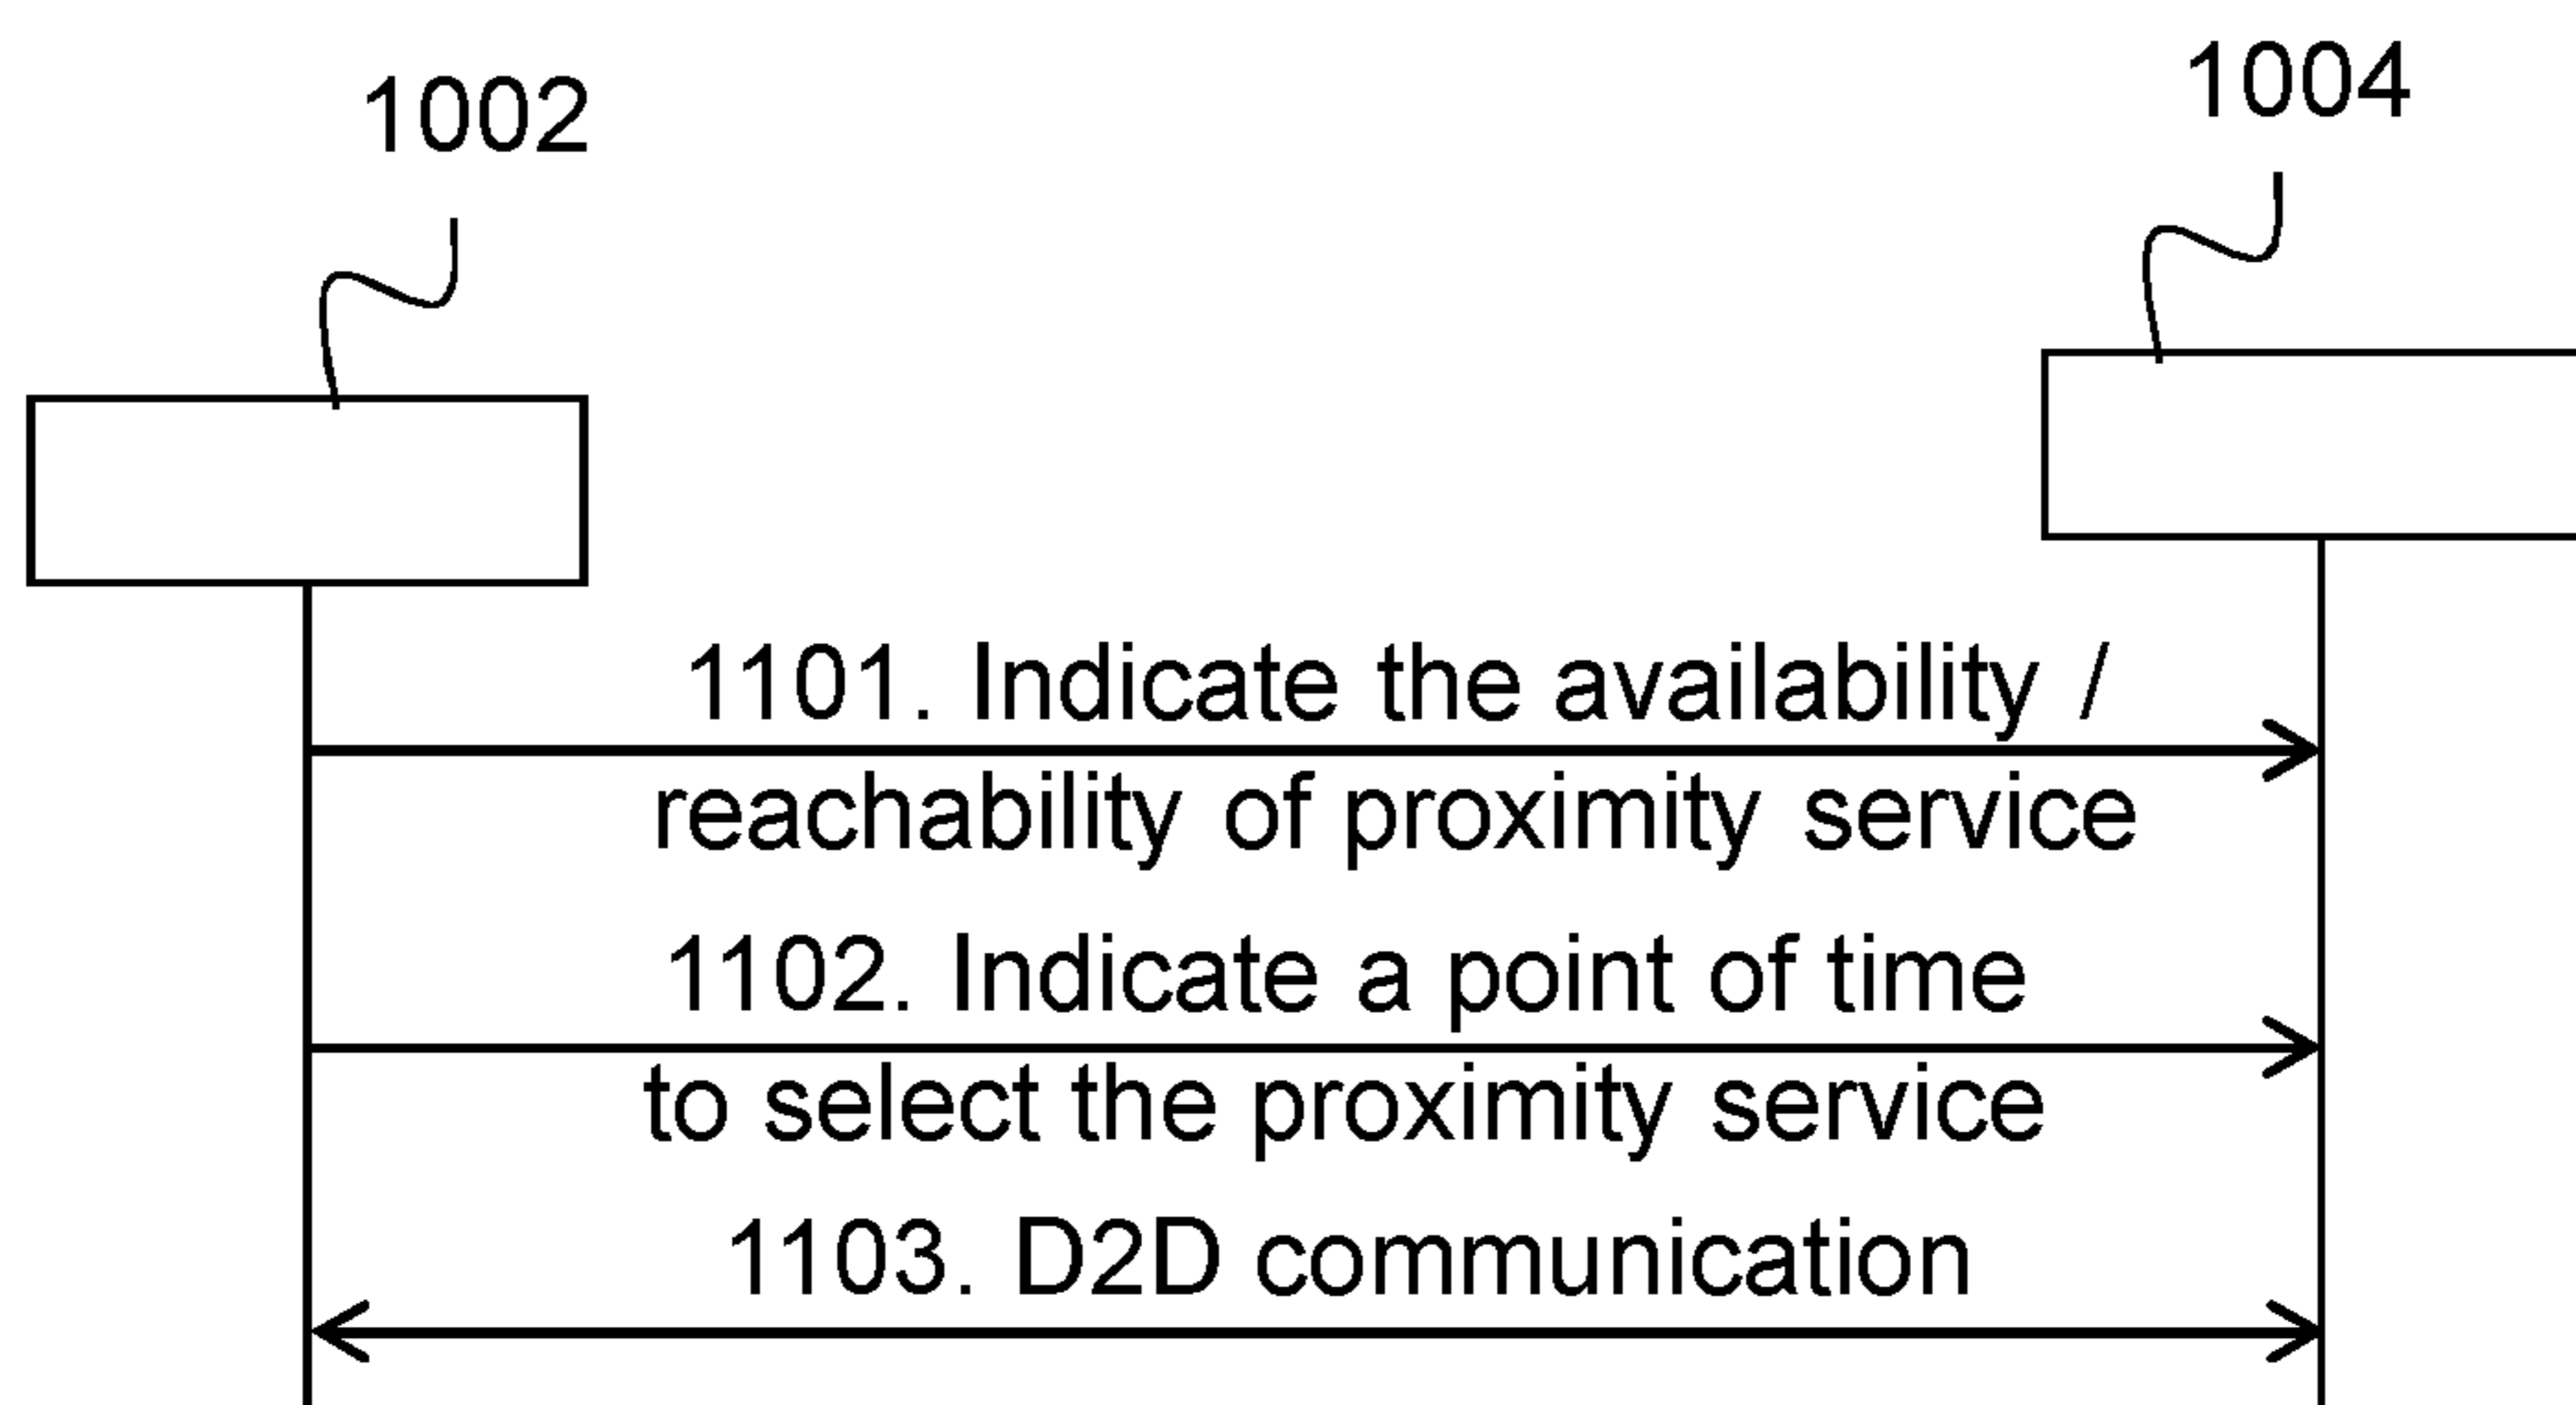 1002
1004
1101. Indicate the availability /
reachability of proximity service
1102. Indicate a point of time
to select the proximity service
1103. D2D communication